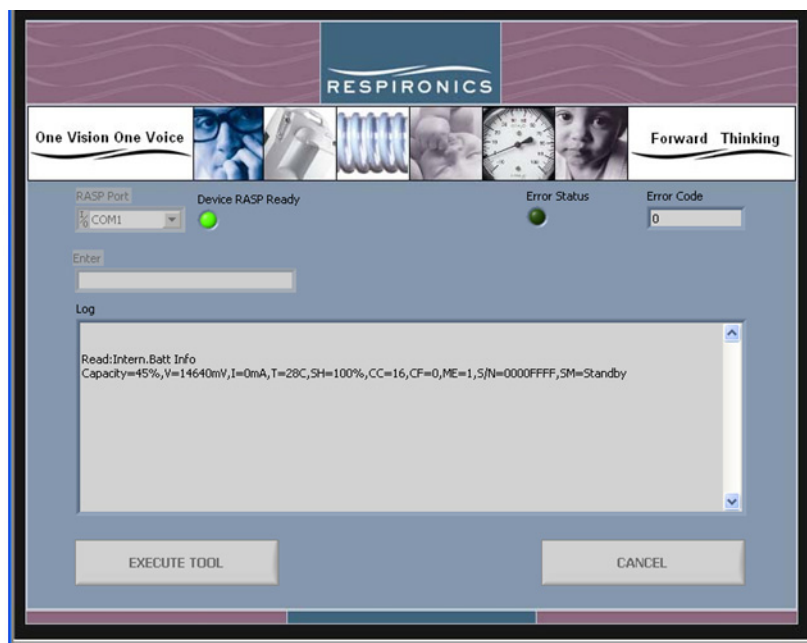 RESPIRONICS
One Vision One Voice
Forward Thinking
RASP Port
Device RASP Ready
Error Status
Error Code
COM1
0
Enter
Log
Read:Intern.Batt Info
Capacity=45%,V=14640mV,I=0mA,T=28C,SH=100%,CC=16,CF=0,ME=1,S/N=0000FFFF,SM=Standby
EXECUTE TOOL
CANCEL